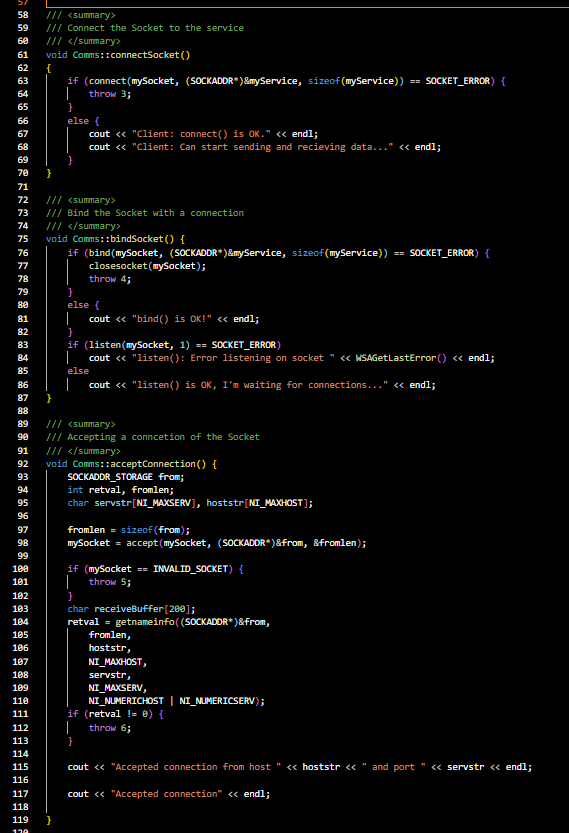 57
58 /// <summary>
59 /// Connect the Socket to the service
60 /// </summary>
61 void Comms::connectSocket()
62 {
63 if (connect(mySocket, (SOCKADDR*)&myService, sizeof(myService)) == SOCKET_ERROR) {
64 throw 3;
65 }
66 else {
67 cout << "Client: connect() is OK." << endl;
68 cout << "Client: Can start sending and recieving data..." << endl;
69 }
70 }
71
72 /// <summary>
73 /// Bind the Socket with a connection
74 /// </summary>
75 void Comms::bindSocket() {
76 if (bind(mySocket, (SOCKADDR*)&myService, sizeof(myService)) == SOCKET_ERROR) {
77 closesocket(mySocket);
78 throw 4;
79 }
80 else {
81 cout << "bind() is OK!" << endl;
82 }
83 if (listen(mySocket, 1) == SOCKET_ERROR)
84 cout << "listen(): Error listening on socket " << WSAGetLastError() << endl;
85 else
86 cout << "listen() is OK, I'm waiting for connections..." << endl;
87 }
88
89 /// <summary>
90 /// Accepting a conncetion of the Socket
91 /// </summary>
92 void Comms::acceptConnection() {
93 SOCKADDR_STORAGE from;
94 int retval, fromlen;
95 char servstr[NI_MAXSERV], hoststr[NI_MAXHOST];
96
97 fromlen = sizeof(from);
98 mySocket = accept(mySocket, (SOCKADDR*)&from, &fromlen);
99
100 if (mySocket == INVALID_SOCKET) {
101 throw 5;
102 }
103 char receiveBuffer[200];
104 retval = getnameinfo((SOCKADDR*)&from,
105 fromlen,
106 hoststr,
107 NI_MAXHOST,
108 servstr,
109 NI_MAXSERV,
110 NI_NUMERICHOST | NI_NUMERICSERV);
111 if (retval != 0) {
112 throw 6;
113 }
114
115 cout << "Accepted connection from host " << hoststr << " and port " << servstr << endl;
116
117 cout << "Accepted connection" << endl;
118
119 }
120